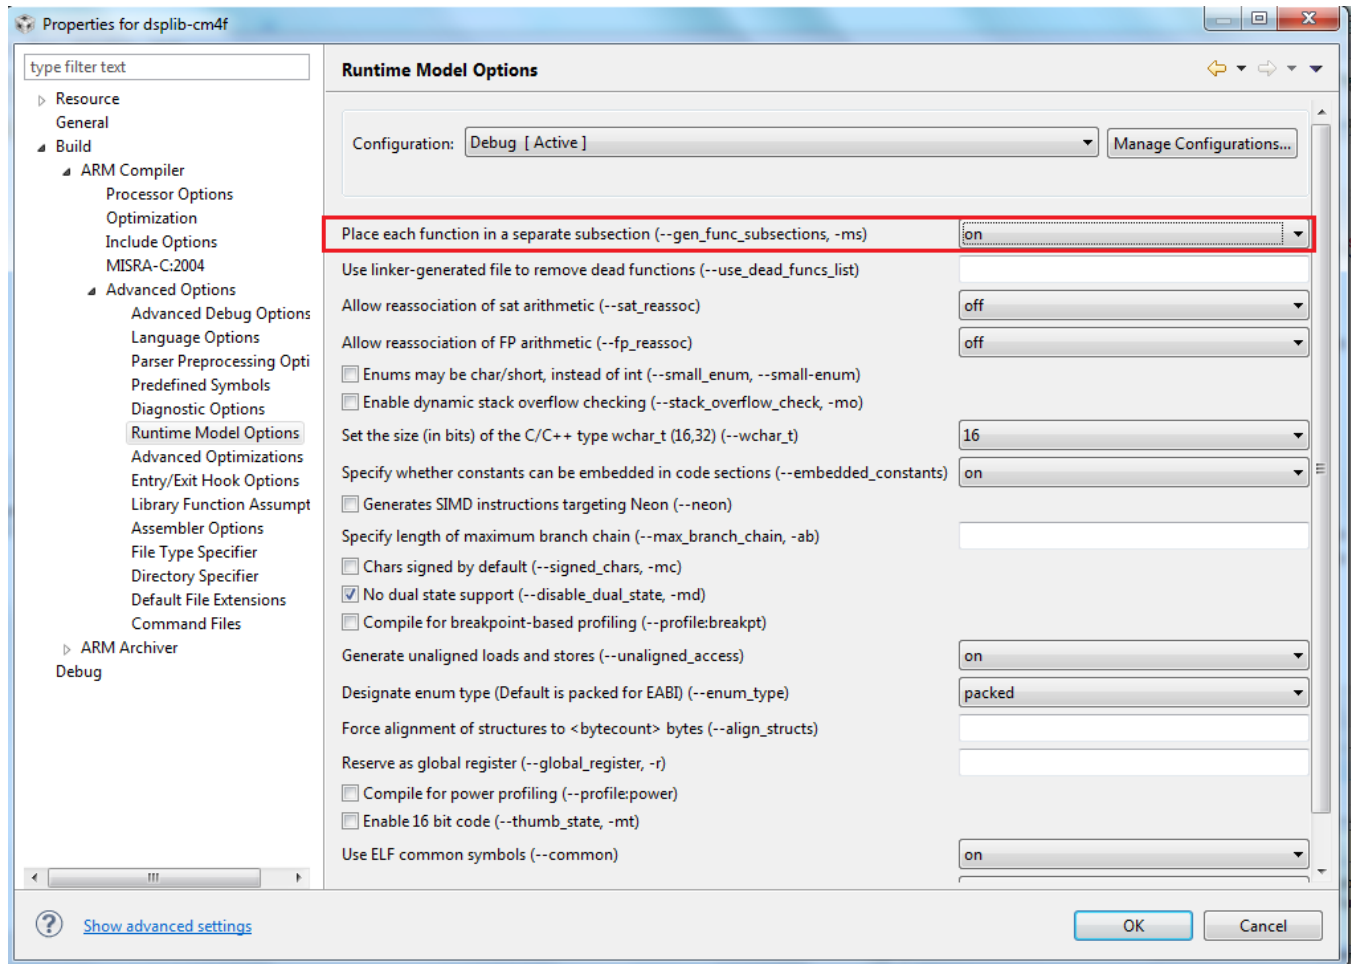 Properties for dsplib-cm4f
type filter text
Resource
General
Build
ARM Compiler
Processor Options
Optimization
Include Options
MISRA-C:2004
Advanced Options
Advanced Debug Options
Language Options
Parser Preprocessing Opti
Predefined Symbols
Diagnostic Options
Runtime Model Options
Advanced Optimizations
Entry/Exit Hook Options
Library Function Assumpt
Assembler Options
File Type Specifier
Directory Specifier
Default File Extensions
Command Files
ARM Archiver
Debug
Runtime Model Options
Configuration: Debug [ Active ] Manage Configurations...
Place each function in a separate subsection (--gen_func_subsections, -ms) on
Use linker-generated file to remove dead functions (--use_dead_funcs_list)
Allow reassociation of sat arithmetic (--sat_reassoc) off
Allow reassociation of FP arithmetic (--fp_reassoc) off
Enums may be char/short, instead of int (--small_enum, --small-enum)
Enable dynamic stack overflow checking (--stack_overflow_check, -mo)
Set the size (in bits) of the C/C++ type wchar_t (16,32) (--wchar_t) 16
Specify whether constants can be embedded in code sections (--embedded_constants) on
Generates SIMD instructions targeting Neon (--neon)
Specify length of maximum branch chain (--max_branch_chain, -ab)
Chars signed by default (--signed_chars, -mc)
No dual state support (--disable_dual_state, -md)
Compile for breakpoint-based profiling (--profile:breakpt)
Generate unaligned loads and stores (--unaligned_access) on
Designate enum type (Default is packed for EABI) (--enum_type) packed
Force alignment of structures to <bytecount> bytes (--align_structs)
Reserve as global register (--global_register, -r)
Compile for power profiling (--profile:power)
Enable 16 bit code (--thumb_state, -mt)
Use ELF common symbols (--common) on
Show advanced settings
OK Cancel